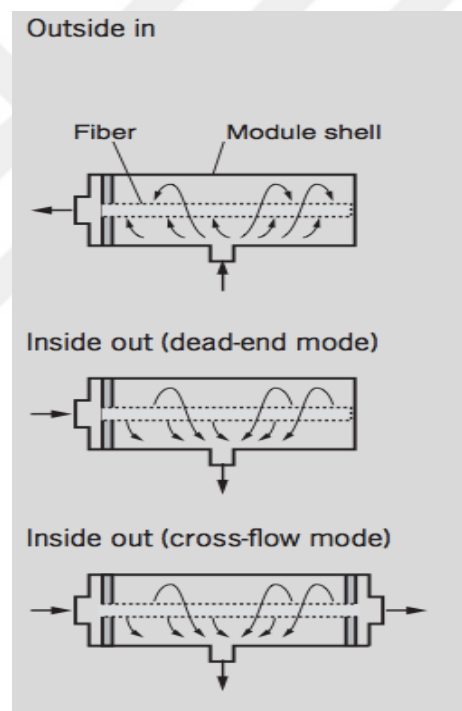 Outside in
Fiber Module shell
Inside out (dead-end mode)
Inside out (cross-flow mode)